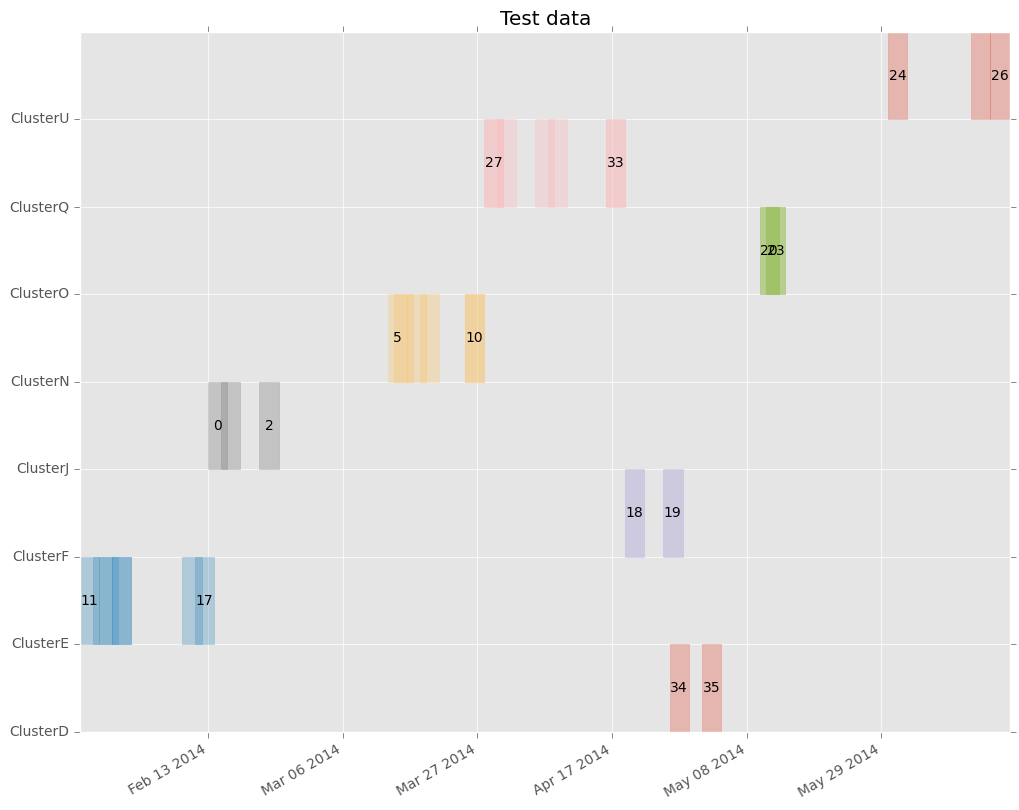 Test data
24
26
ClusterU
27
33
ClusterQ
20
23
ClusterO
5
10
ClusterN
0
2
ClusterJ
18
19
ClusterF
11
17
ClusterE
34
35
ClusterD
Feb 13 2014
Mar 06 2014
Mar 27 2014
Apr 17 2014
May 08 2014
May 29 2014